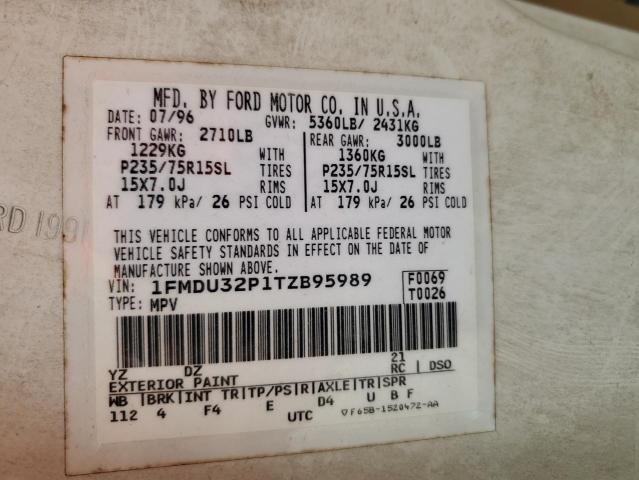 MFD. BY FORD MOTOR CO. IN U.S.A.
DATE: 07/96 GVWR: 5360LB/ 2431KG
FRONT GAWR: 2710LB REAR GAWR: 3000LB
1229KG WITH 1360KG WITH
P235/75R15SL TIRES P235/75R15SL TIRES
15X7.0J RIMS 15X7.0J RIMS
AT 179 kPa/ 26 PSI COLD AT 179 kPa/ 26 PSI COLD
THIS VEHICLE CONFORMS TO ALL APPLICABLE FEDERAL MOTOR
VEHICLE SAFETY STANDARDS IN EFFECT ON THE DATE OF
MANUFACTURE SHOWN ABOVE.
VIN: 1FMDU32P1TZB95989 F0069
TYPE: MPV T0026
YZ DZ 21
EXTERIOR PAINT RC DSO
WB BRK INT TR TP/PS R AXLE TR SPR
112 4 F4 E D4 U B F
UTC ▽F65B-1520472-AA